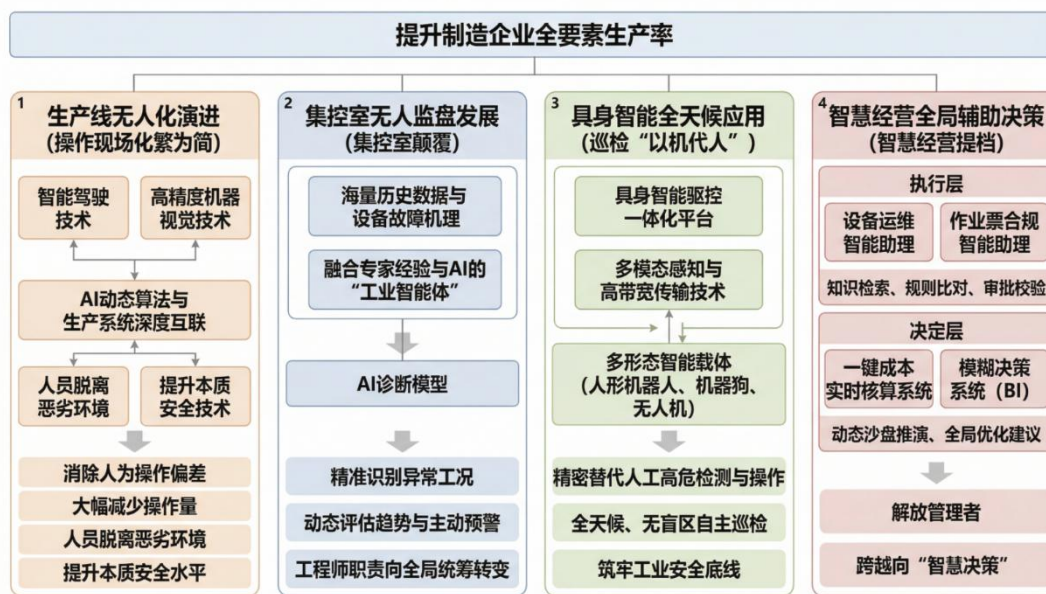 提升制造企业全要素生产率
1
生产线无人化演进
(操作现场化繁为简)
智能驾驶
技术
高精度机器
视觉技术
AI动态算法与
生产系统深度互联
人员脱离
恶劣环境
提升本质
安全技术
消除人为操作偏差
大幅减少操作量
人员脱离恶劣环境
提升本质安全水平
2
集控室无人监盘发展
(集控室颠覆)
海量历史数据与
设备故障机理
融合专家经验与AI的
“工业智能体”
AI诊断模型
精准识别异常工况
动态评估趋势与主动预警
工程师职责向全局统筹转变
3
具身智能全天候应用
(巡检“以机代人”)
具身智能驱控
一体化平台
多模态感知与
高带宽传输技术
多形态智能载体
(人形机器人、机器狗、
无人机)
精密替代人工高危检测与操作
全天候、无盲区自主巡检
筑牢工业安全底线
4
智慧经营全局辅助决策
(智慧经营提档)
执行层
设备运维
智能助理
作业票合规
智能助理
知识检索、规则比对、审批校验
决定层
一键成本
实时核算系统
模糊决策
系统（BI）
动态沙盘推演、全局优化建议
解放管理者
跨越向“智慧决策”